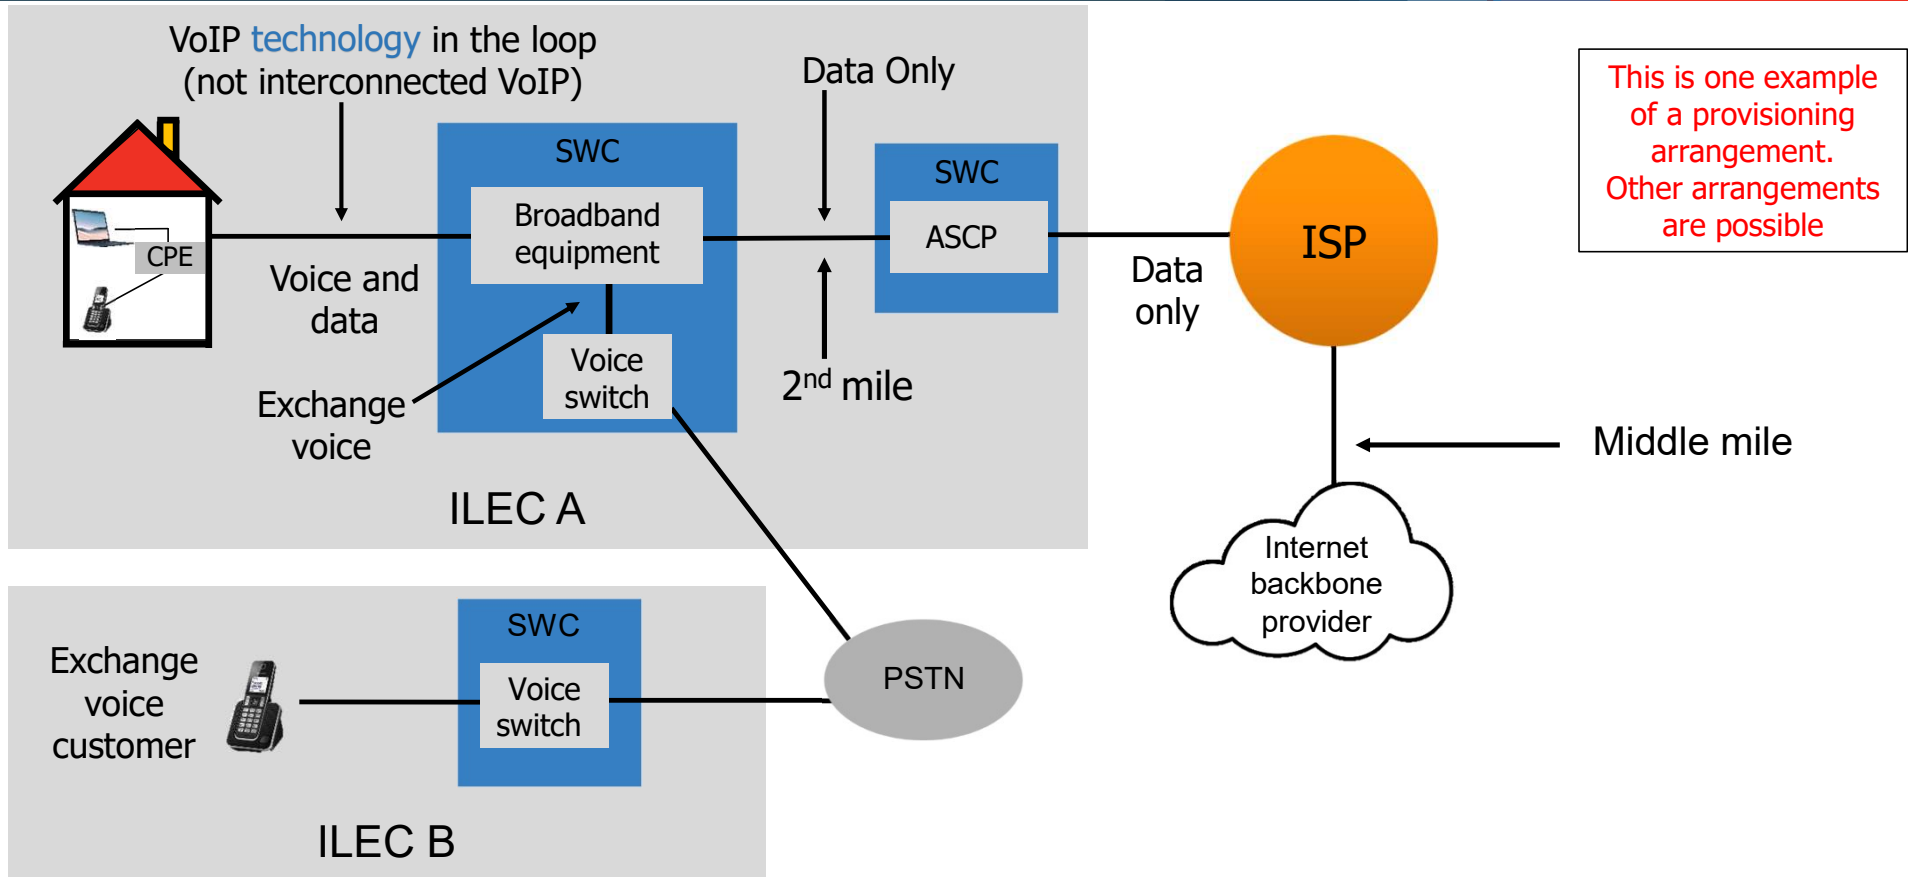 VoIP technology in the loop
(not interconnected VoIP)
Data Only
This is one example
of a provisioning
arrangement.
Other arrangements
are possible
SWC
SWC
Broadband
equipment
ASCP
ISP
CPE
Voice and
data
Data
only
Voice
switch
2nd mile
Exchange
voice
Middle mile
ILEC A
Internet
backbone
provider
SWC
Exchange
voice
customer
Voice
switch
PSTN
ILEC B